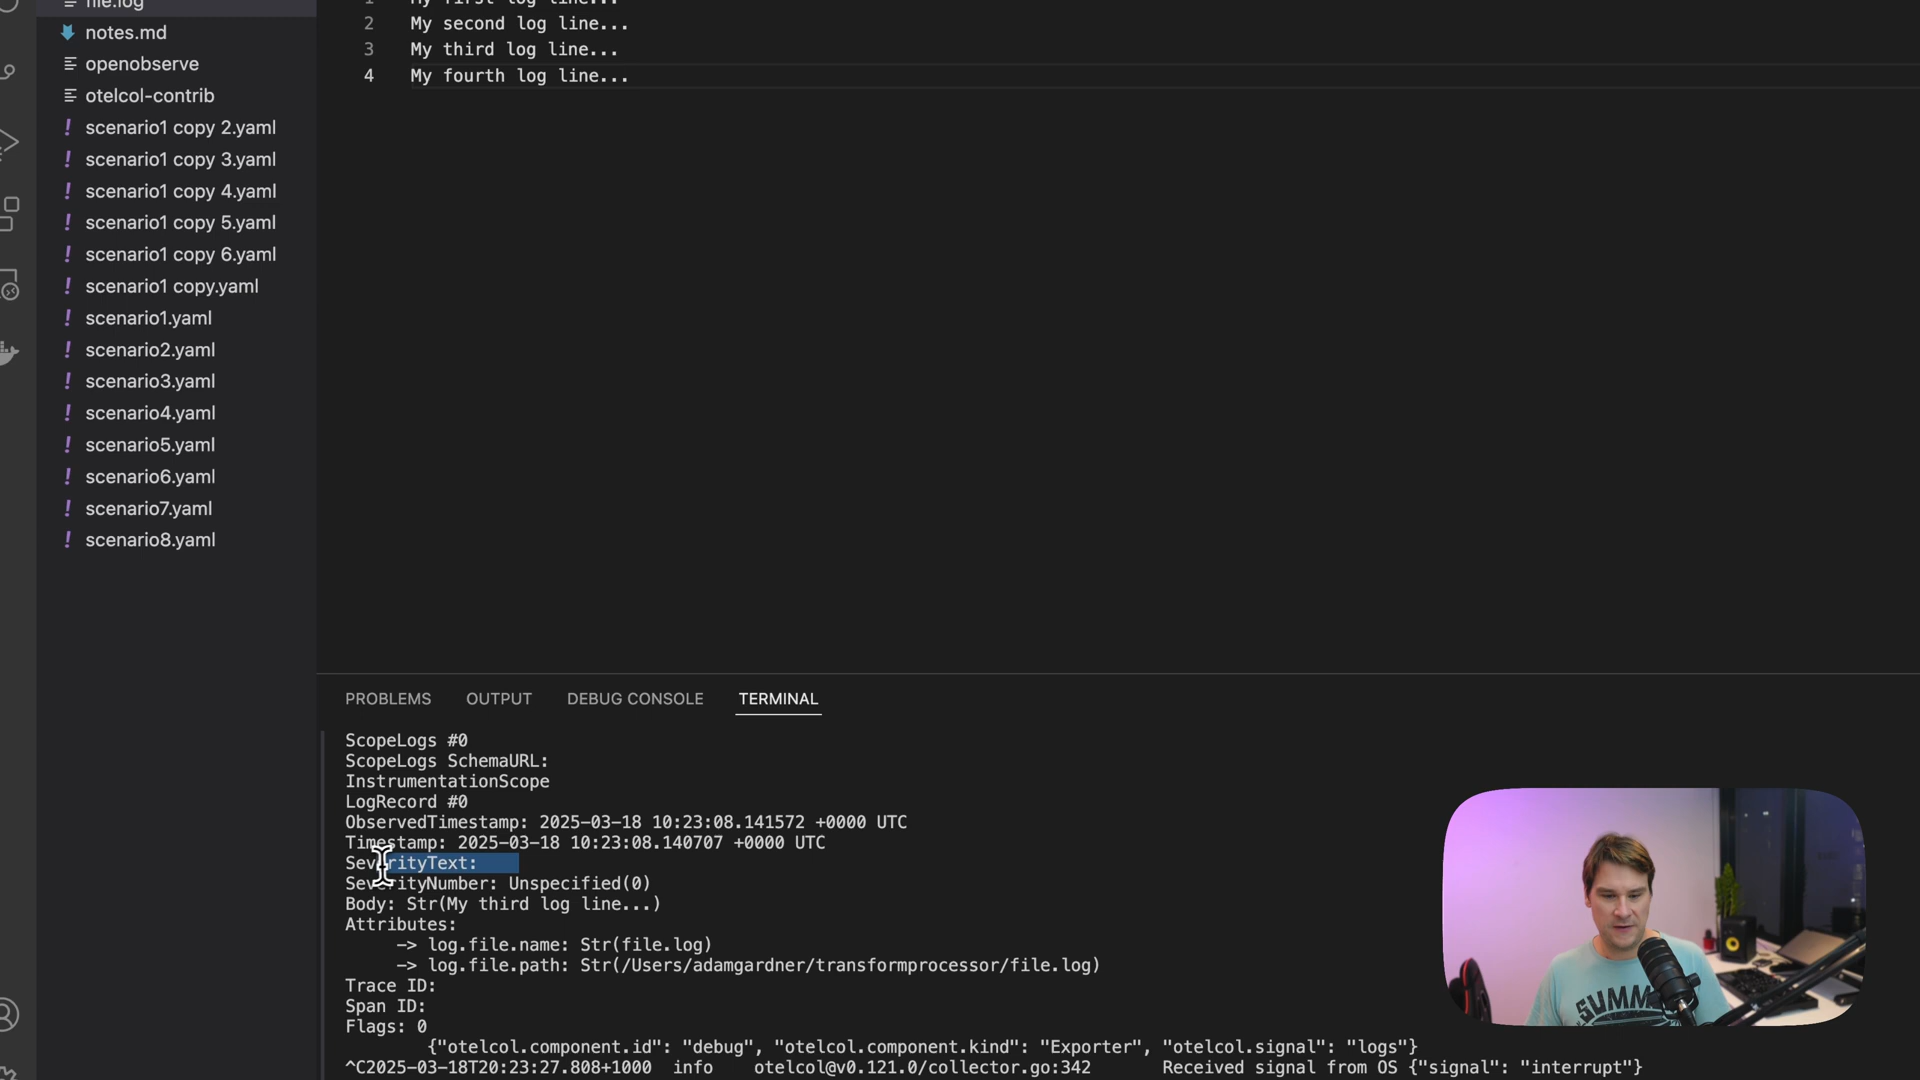 file.log
notes.md
openobserve
otelcol-contrib
scenario1 copy 2.yaml
scenario1 copy 3.yaml
scenario1 copy 4.yaml
scenario1 copy 5.yaml
scenario1 copy 6.yaml
scenario1 copy.yaml
scenario1.yaml
scenario2.yaml
scenario3.yaml
scenario4.yaml
scenario5.yaml
scenario6.yaml
scenario7.yaml
scenario8.yaml
1 My first log line...
2 My second log line...
3 My third log line...
4 My fourth log line...
PROBLEMS OUTPUT DEBUG CONSOLE TERMINAL
ScopeLogs #0
ScopeLogs SchemaURL:
InstrumentationScope
LogRecord #0
ObservedTimestamp: 2025-03-18 10:23:08.141572 +0000 UTC
Timestamp: 2025-03-18 10:23:08.140707 +0000 UTC
SeverityText:
SeverityNumber: Unspecified(0)
Body: Str(My third log line...)
Attributes:
-> log.file.name: Str(file.log)
-> log.file.path: Str(/Users/adamgardner/transformprocessor/file.log)
Trace ID:
Span ID:
Flags: 0
{"otelcol.component.id": "debug", "otelcol.component.kind": "Exporter", "otelcol.signal": "logs"}
^C2025-03-18T20:23:27.808+1000 info otelcol@v0.121.0/collector.go:342 Received signal from OS {"signal": "interrupt"}
SUMM